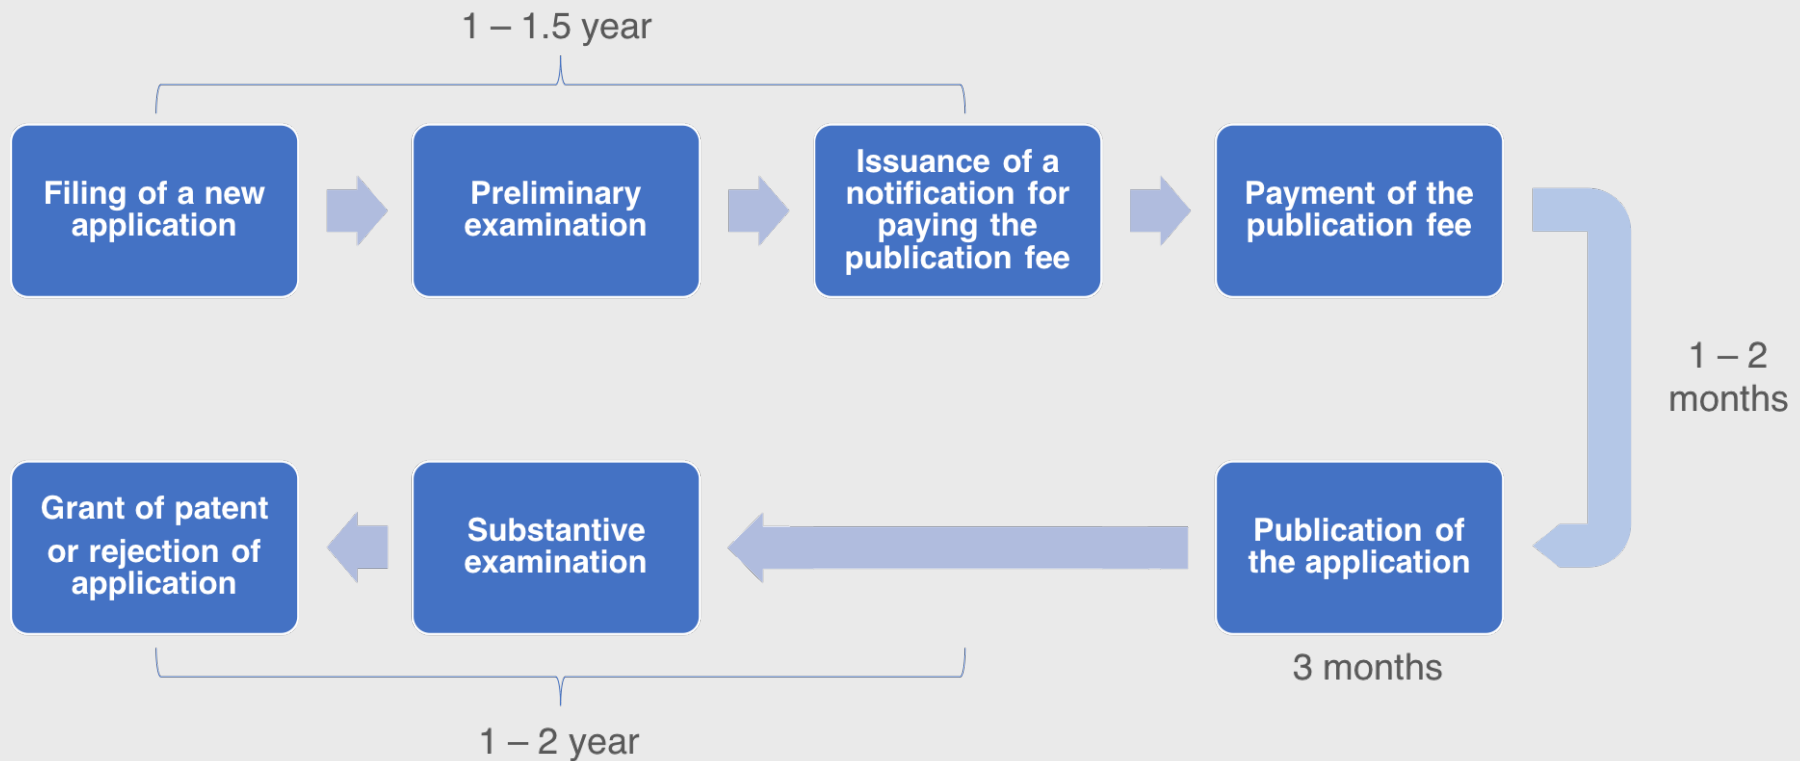 1 – 1.5 year
Filing of a new
application
Preliminary
examination
Issuance of a
notification for
paying the
publication fee
Payment of the
publication fee
1 – 2
months
Publication of
the application
3 months
Substantive
examination
Grant of patent
or rejection of
application
1 – 2 year